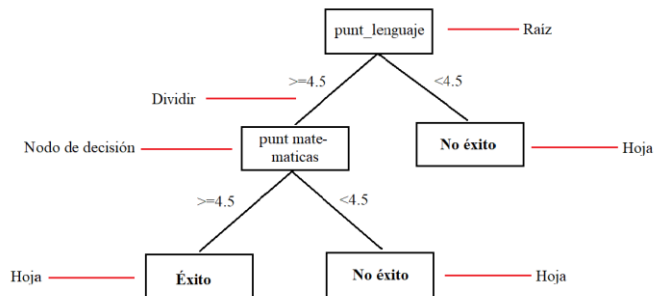 punt_lenguaje
Raíz
>=4.5
<4.5
Dividir
Nodo de decisión
punt mate-
maticas
No éxito
Hoja
>=4.5
<4.5
Hoja
Éxito
No éxito
Hoja